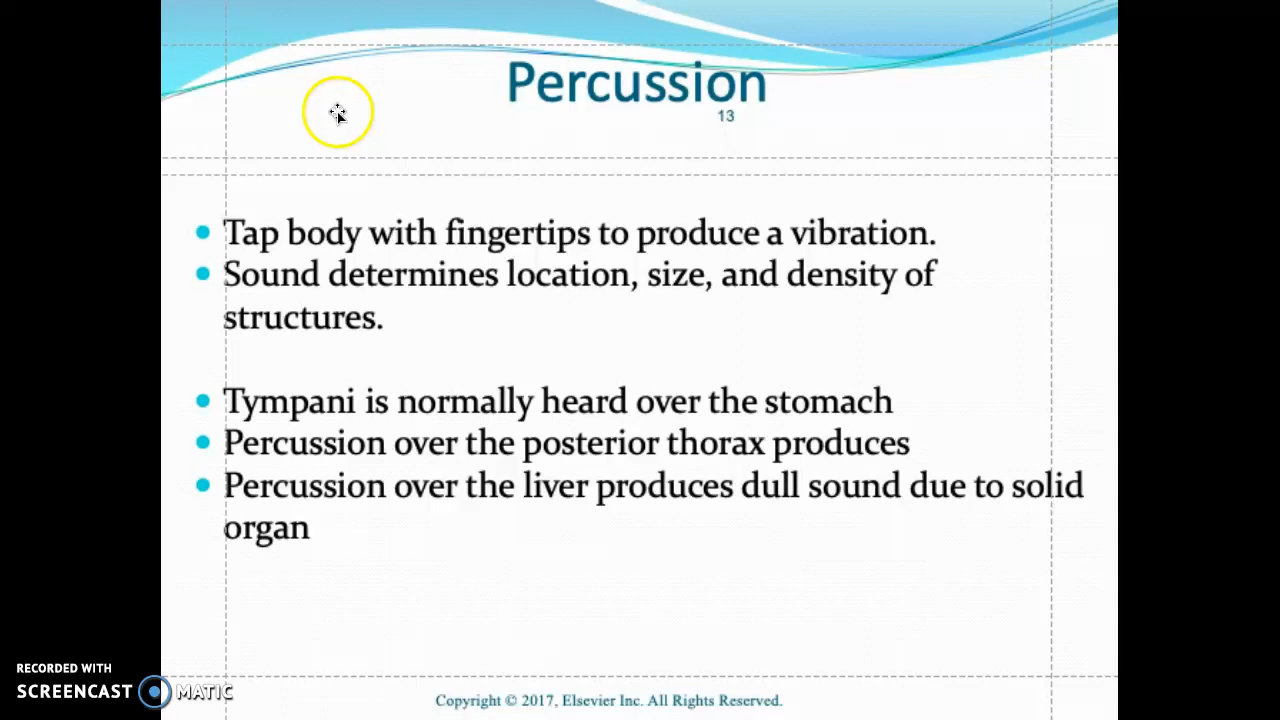 Percussion
13
Tap body with fingertips to produce a vibration.
Sound determines location, size, and density of
structures.
Tympani is normally heard over the stomach
Percussion over the posterior thorax produces
Percussion over the liver produces dull sound due to solid
organ
RECORDED WITH
SCREENCAST MATIC
Copyright © 2017, Elsevier Inc. All Rights Reserved.